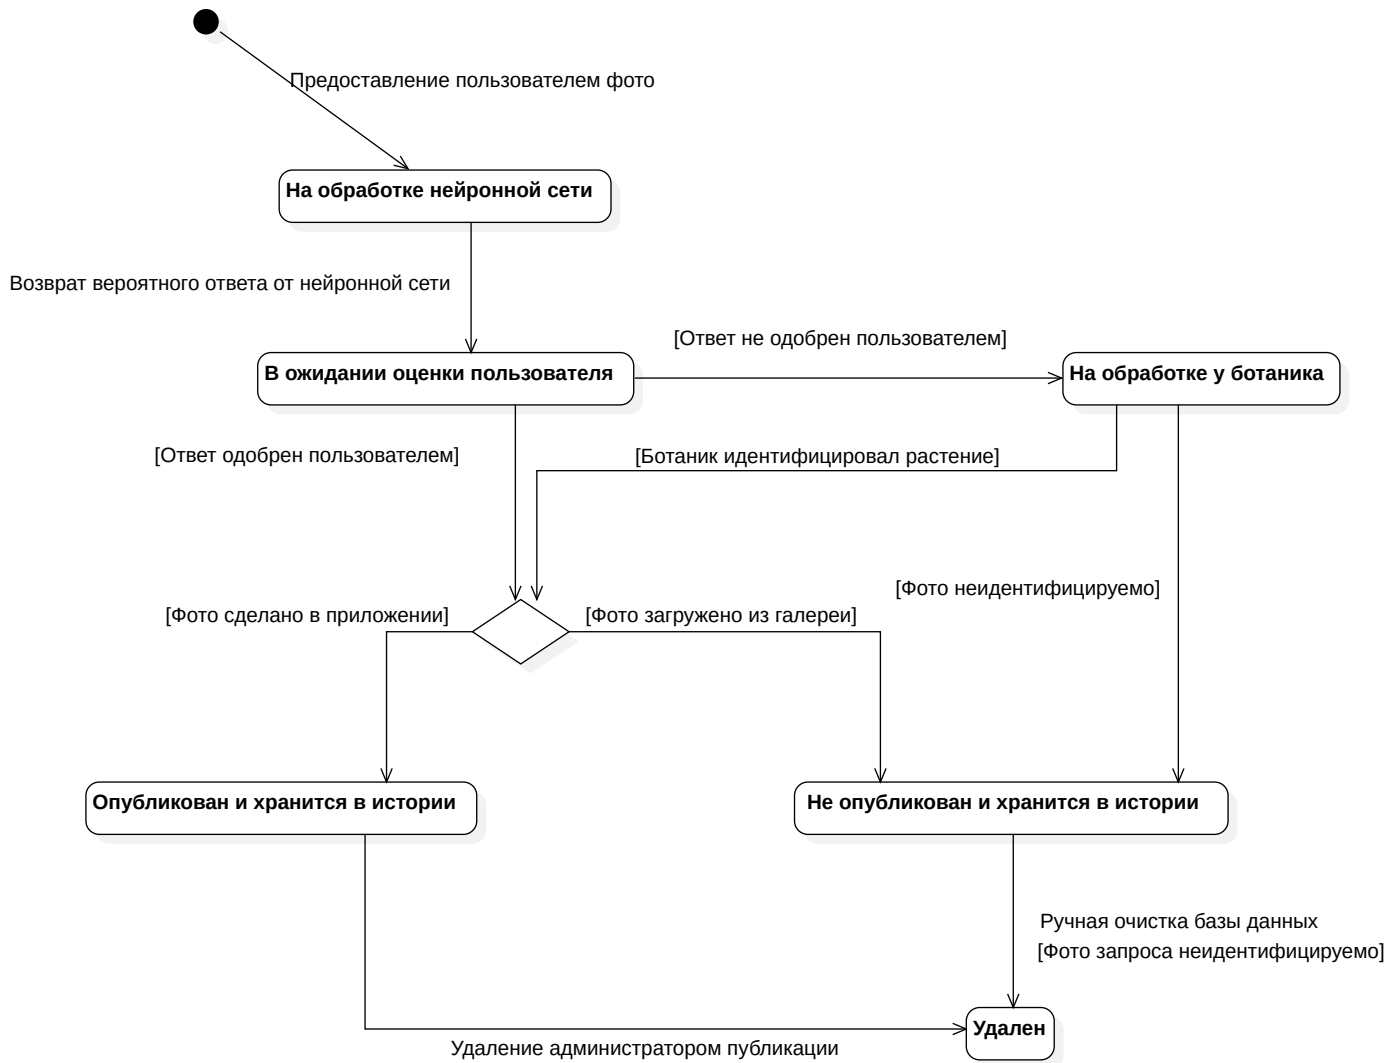 Предоставление пользователем фото
На обработке нейронной сети
Возврат вероятного ответа от нейронной сети
[Ответ не одобрен пользователем]
В ожидании оценки пользователя
На обработке у ботаника
[Ответ одобрен пользователем]
[Ботаник идентифицировал растение]
[Фото неидентифицируемо]
[Фото сделано в приложении]
[Фото загружено из галереи]
Опубликован и хранится в истории
Не опубликован и хранится в истории
Ручная очистка базы данных
[Фото запроса неидентифицируемо]
Удален
Удаление администратором публикации